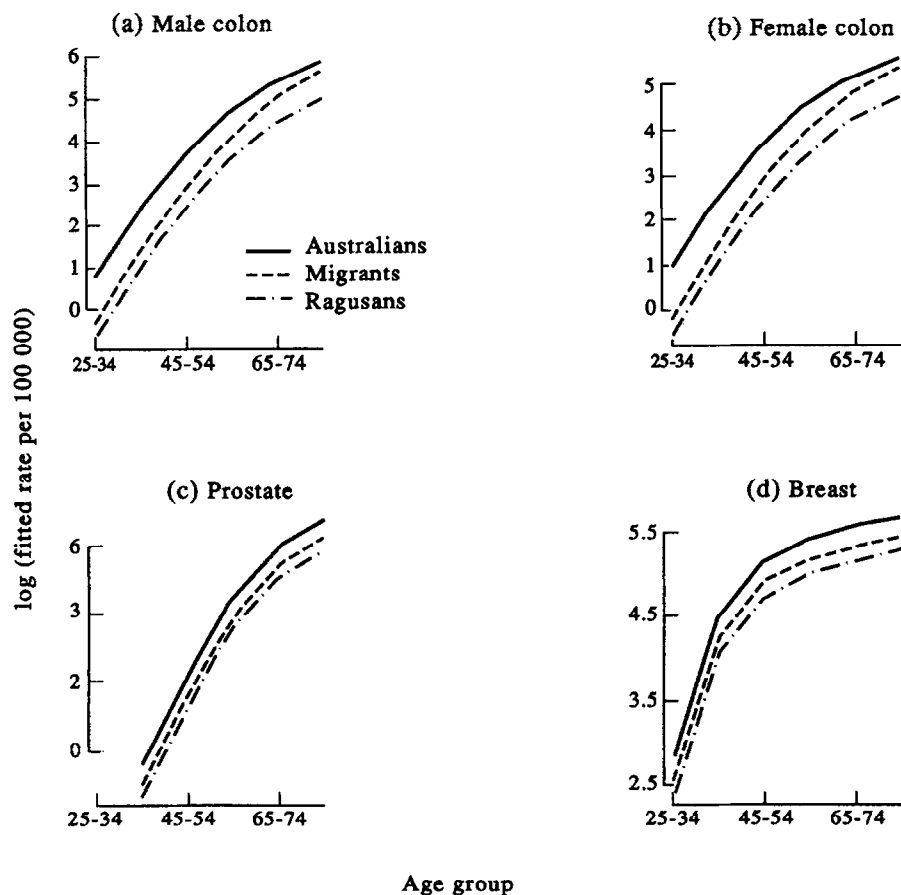 (a) Male colon
6
5
4
3
2
1
0
25-34 45-54 65-74
Australians
Migrants
Ragusans
(b) Female colon
5
4
3
2
1
0
25-34 45-54 65-74
log (fitted rate per 100 000)
(c) Prostate
6
3
2
0
25-34 45-54 65-74
(d) Breast
5.5
4.5
3.5
2.5
25-34 45-54 65-74
Age group